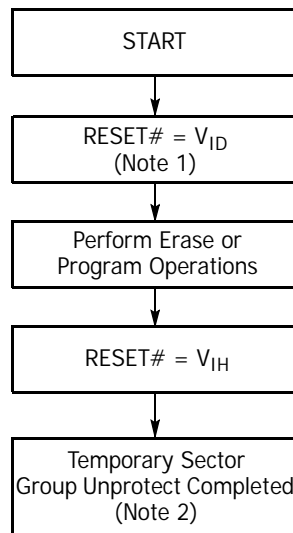 START
RESET# = VID
(Note 1)
Perform Erase or
Program Operations
RESET# = VIH
Temporary Sector
Group Unprotect Completed
(Note 2)